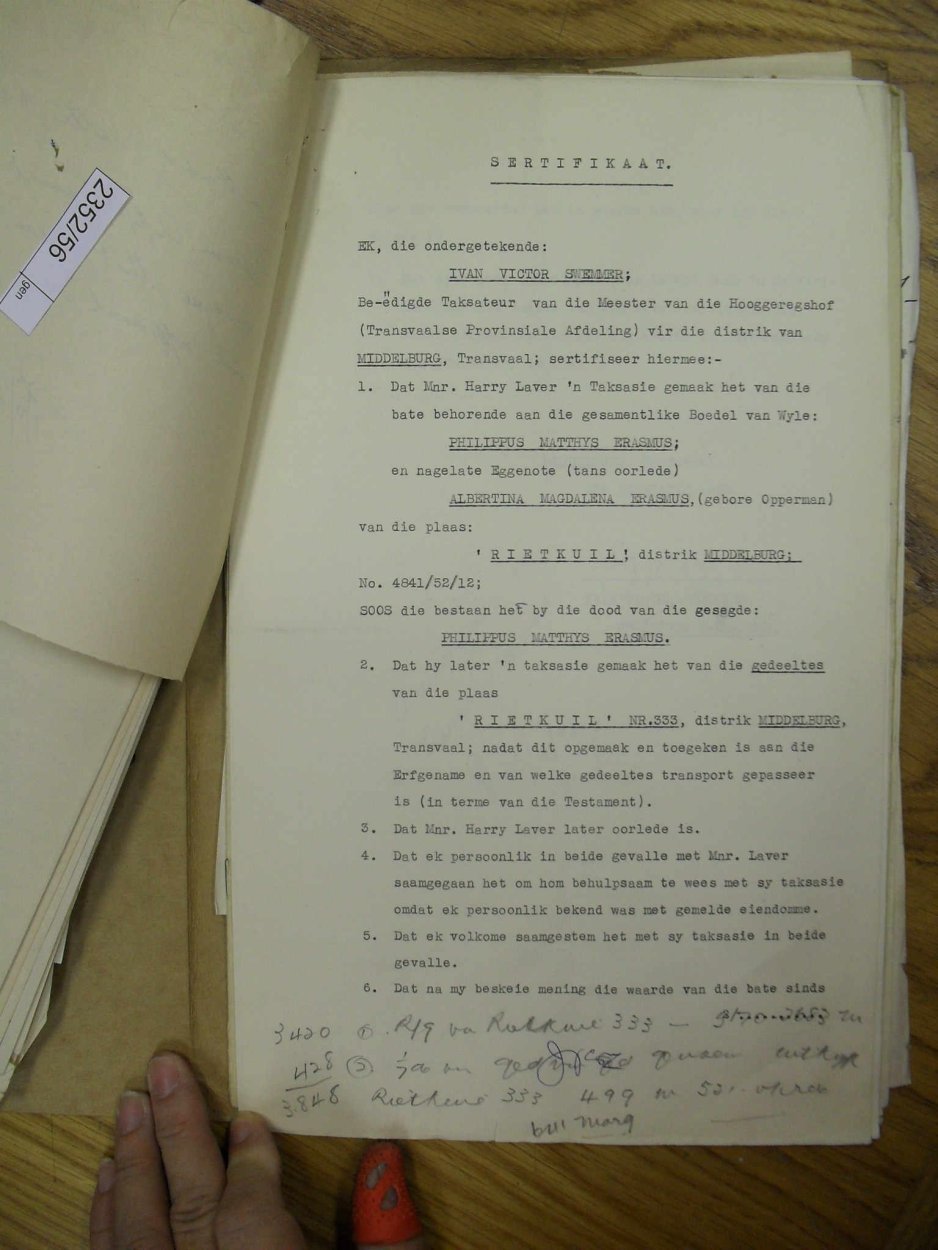 2352/56
gen
SERTIFIKAAT.
EK, die ondergetekende:
IVAN VICTOR SWEMMER;
Be-ëdigde Taksateur van die Meester van die Hooggeregshof
(Transvaalse Provinsiale Afdeling) vir die distrik van
MIDDELBURG, Transvaal; sertifiseer hiermee:-
1. Dat Mnr. Harry Laver 'n Taksasie gemaak het van die
bate behorende aan die gesamentlike Boedel van Wyle:
PHILIPPUS MATTHYS ERASMUS;
en nagelate Eggenote (tans oorlede)
ALBERTINA MAGDALENA ERASMUS,(gebore Opperman)
van die plaas:
'RIETKUIL' distrik MIDDELBURG;
No. 4841/52/12;
SOOS die bestaan het by die dood van die gesegde:
PHILIPPUS MATTHYS ERASMUS.
2. Dat hy later 'n taksasie gemaak het van die gedeeltes
van die plaas
'RIETKUIL' NR.333, distrik MIDDELBURG,
Transvaal; nadat dit opgemaak en toegeken is aan die
Erfgename en van welke gedeeltes transport gepasseer
is (in terme van die Testament).
3. Dat Mnr. Harry Laver later oorlede is.
4. Dat ek persoonlik in beide gevalle met Mnr. Laver
saamgegaan het om hom behulpsaam te wees met sy taksasie
omdat ek persoonlik bekend was met gemelde eiendomme.
5. Dat ek volkome saamgestem het met sy taksasie in beide
gevalle.
6. Dat na my beskeie mening die waarde van die bate sinds
3420 ① R/g van Rietkuil 333 —
428 ②
3848 Rietkuil 333 499 m 531
morg